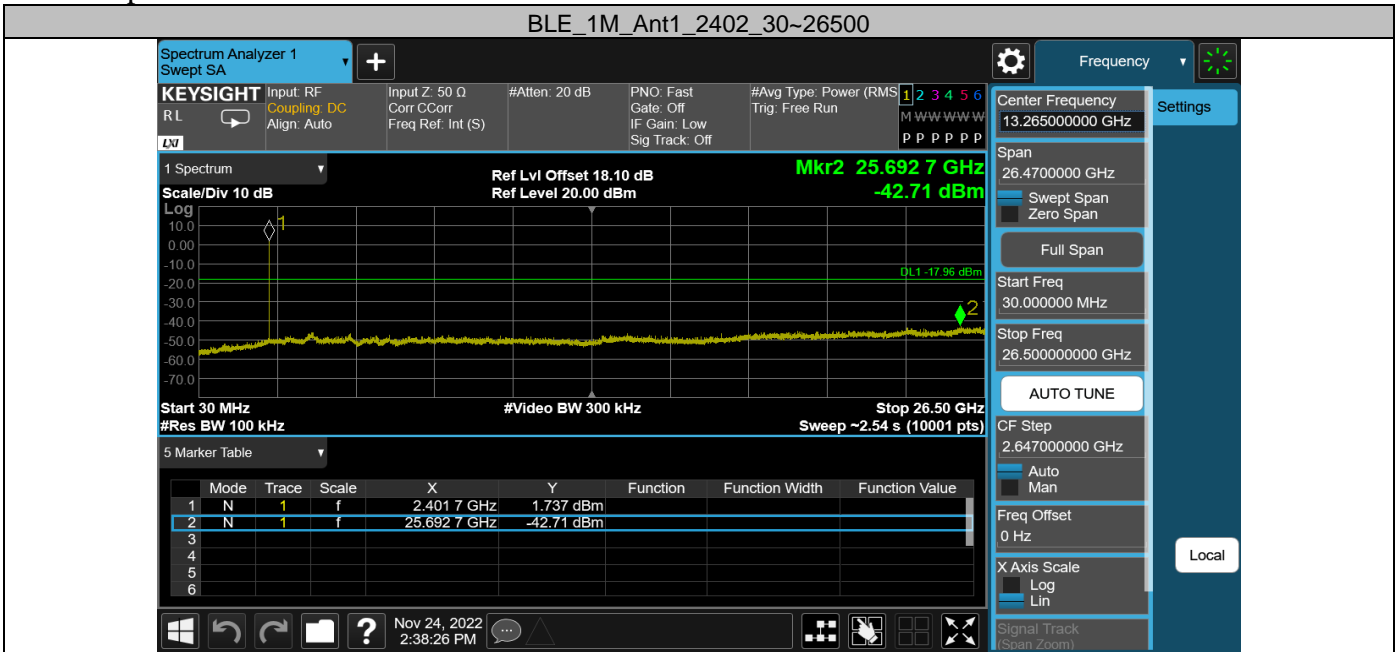 BLE_1M_Ant1_2402_30~26500
Spectrum Analyzer 1
Swept SA
Frequency
KEYSIGHT
RL
LXI
Input: RF
Coupling: DC
Align: Auto
Input Z: 50 Ω
Corr CCorr
Freq Ref: Int (S)
#Atten: 20 dB
PNO: Fast
Gate: Off
IF Gain: Low
Sig Track: Off
#Avg Type: Power (RMS
Trig: Free Run
1 2 3 4 5 6
M W W W W W
P P P P P P
1 Spectrum
Scale/Div 10 dB
Ref Lvl Offset 18.10 dB
Ref Level 20.00 dBm
Mkr2 25.692 7 GHz
-42.71 dBm
Log
10.0
0.00
-10.0
-20.0
-30.0
-40.0
-50.0
-60.0
-70.0
1
DL1 -17.96 dBm
2
Start 30 MHz
#Video BW 300 kHz
Stop 26.50 GHz
#Res BW 100 kHz
Sweep ~2.54 s (10001 pts)
5 Marker Table
Mode Trace Scale X Y Function Function Width Function Value
1 N 1 f 2.401 7 GHz 1.737 dBm
2 N 1 f 25.692 7 GHz -42.71 dBm
3
4
5
6
Nov 24, 2022
2:38:26 PM
Center Frequency
13.265000000 GHz
Span
26.4700000 GHz
Swept Span
Zero Span
Full Span
Start Freq
30.000000 MHz
Stop Freq
26.500000000 GHz
AUTO TUNE
CF Step
2.647000000 GHz
Auto
Man
Freq Offset
0 Hz
X Axis Scale
Log
Lin
Signal Track
(Span Zoom)
Settings
Local